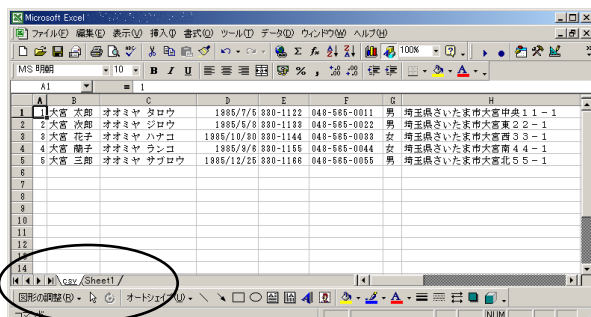 Microsoft Excel
ファイル(F) 編集(E) 表示(V) 挿入(I) 書式(O) ツール(T) データ(D) ウィンドウ(W) ヘルプ(H)
100%
MS 明朝 10 B I U
A1 = 1
A B C D E F G H
1 1 大宮 太郎 オオミヤ タロウ 1985/7/5 330-1122 048-565-0011 男 埼玉県さいたま市大宮中央11-1
2 2 大宮 次郎 オオミヤ ジロウ 1985/5/8 330-1133 048-565-0022 男 埼玉県さいたま市大宮東22-1
3 3 大宮 花子 オオミヤ ハナコ 1985/10/30 330-1144 048-565-0033 女 埼玉県さいたま市大宮西33-1
4 4 大宮 蘭子 オオミヤ ランコ 1985/9/6 330-1155 048-565-0044 女 埼玉県さいたま市大宮南44-1
5 5 大宮 三郎 オオミヤ サブロウ 1985/12/25 330-1166 048-565-0055 男 埼玉県さいたま市大宮北55-1
6
7
8
9
10
11
12
13
14
csv Sheet1
図形の調整(R) オートシェイプ(U)
コマンド NUM